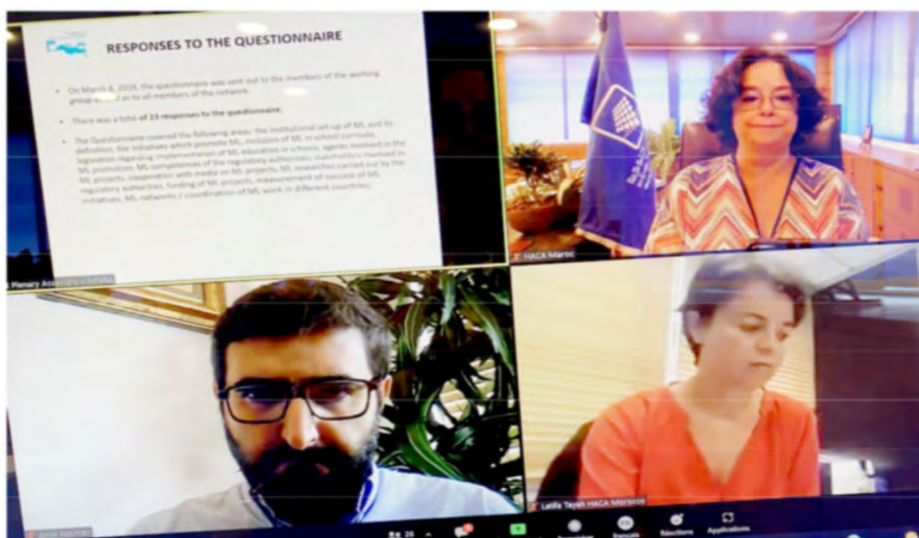 RESPONSES TO THE QUESTIONNAIRE
• On March 8, 2019, the questionnaire was sent out to the members of the working
group as well as to all members of the network.
• There was a total of 13 responses to the questionnaire;
• The Questionnaire covered the following areas: the institutional set-up of ML and its
definition, the initiatives which promote ML, inclusion of ML in school curricula,
legislation regarding implementation of ML education in schools, agents involved in the
ML promotion, ML competences of the regulatory authorities, stakeholders involved in
ML projects, cooperation with media on ML projects, ML researches carried out by the
regulatory authorities, funding of ML projects, measurement of success of ML
initiatives, ML networks / coordination of ML work in different countries;
Plenary
HACA Maroc
Latifa Tayah HACA Morocco
26
FR
Français
Réactions
Applications